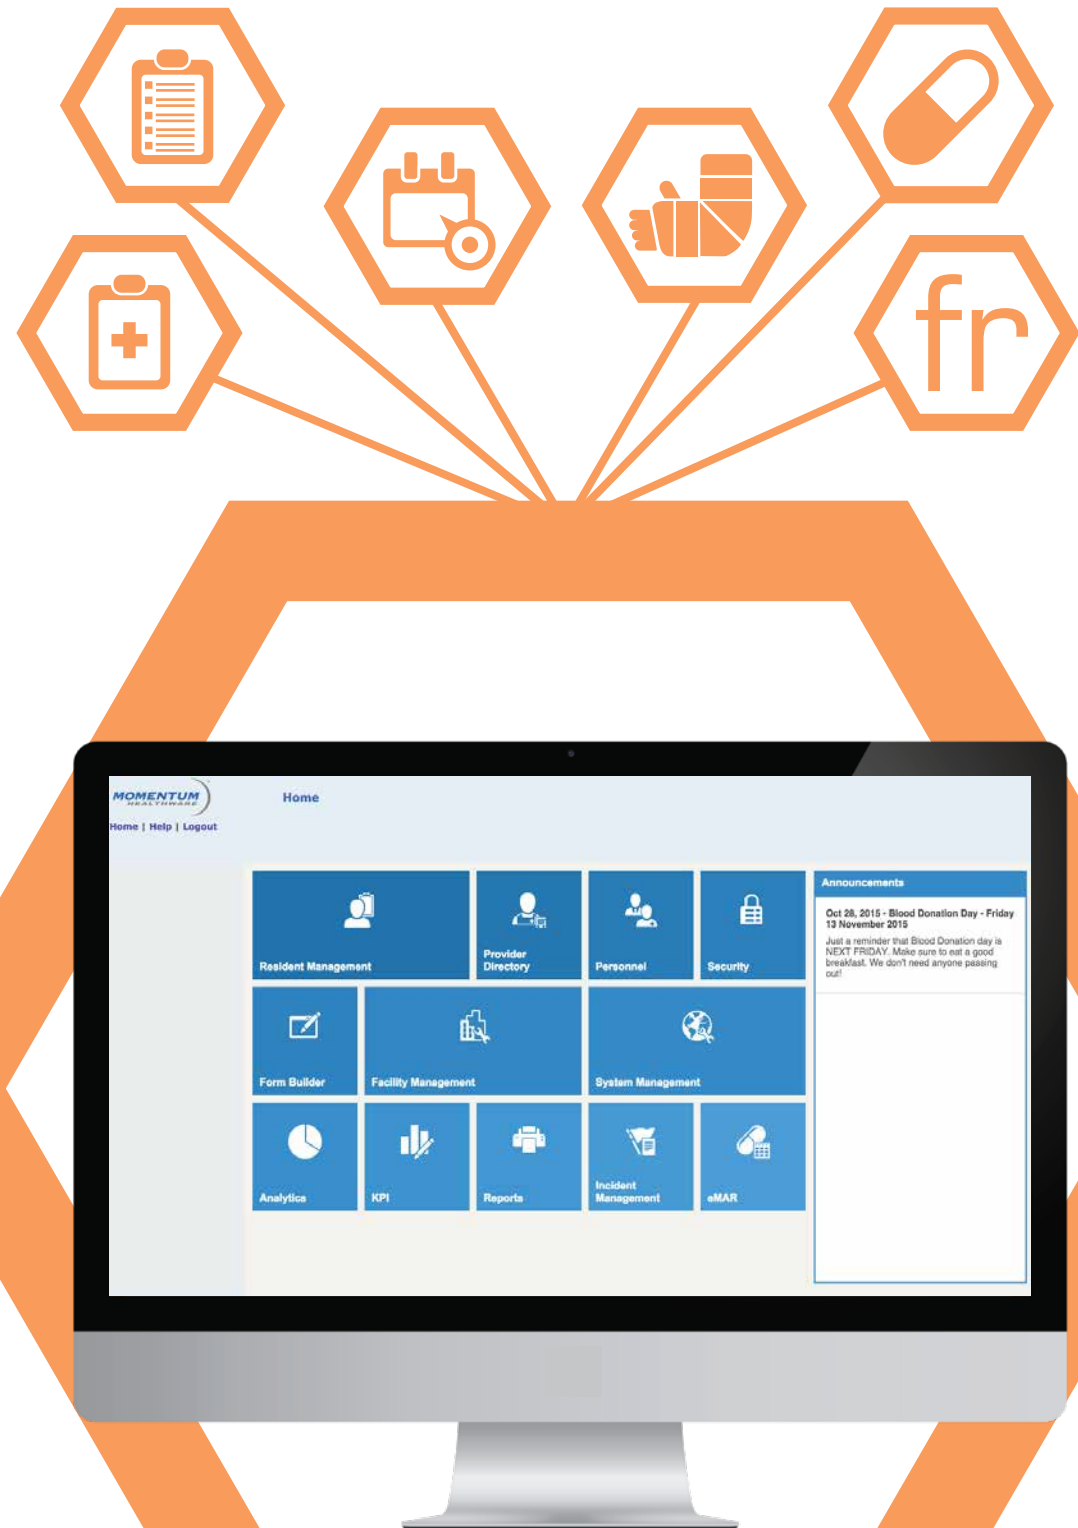 fr
MOMENTUM
HEALTHWARE
Home
Home | Help | Logout
Resident Management
Provider
Directory
Personnel
Security
Form Builder
Facility Management
System Management
Analytics
KPI
Reports
Incident
Management
eMAR
Announcements
Oct 28, 2015 - Blood Donation Day - Friday
13 November 2015
Just a reminder that Blood Donation day is
NEXT FRIDAY. Make sure to eat a good
breakfast. We don't need anyone passing
out!